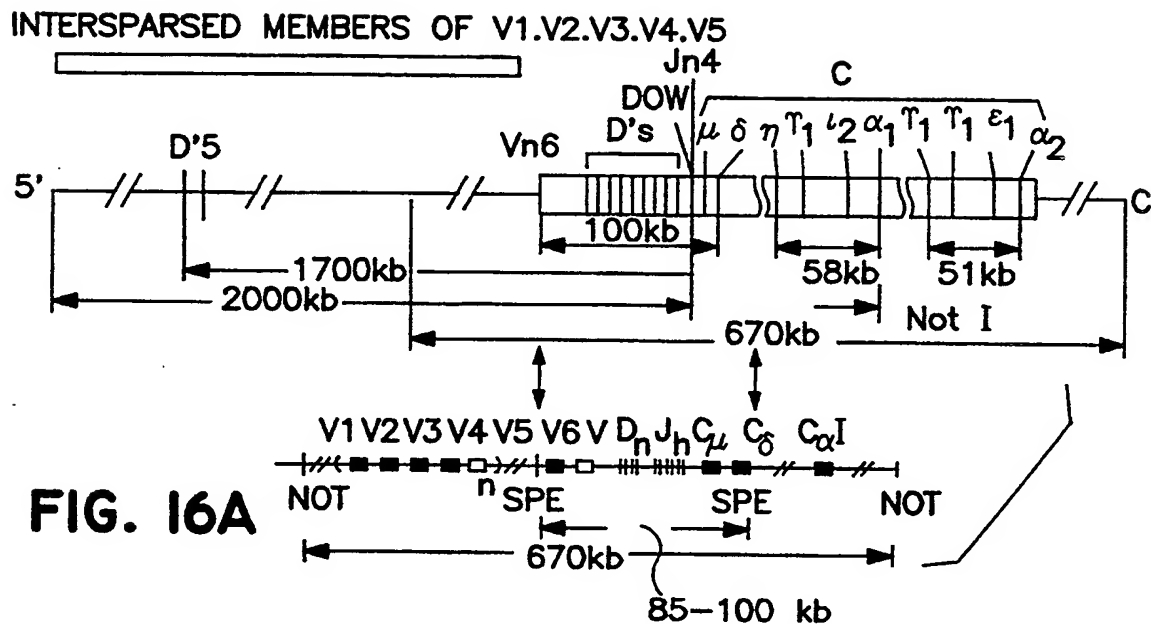 INTERSPARSED MEMBERS OF V1.V2.V3.V4.V5
Jn4
C
DOW
D'5
Vn6
D's
μ δ η ϒ1 ι2 α1 ϒ1 ϒ1 ε1 α2
5'
C
100kb
1700kb
58kb
51kb
2000kb
Not I
670kb
V1 V2 V3 V4 V5 V6 V Dn Jh Cμ Cδ CαI
n
NOT SPE SPE NOT
FIG. 16A
670kb
85-100 kb